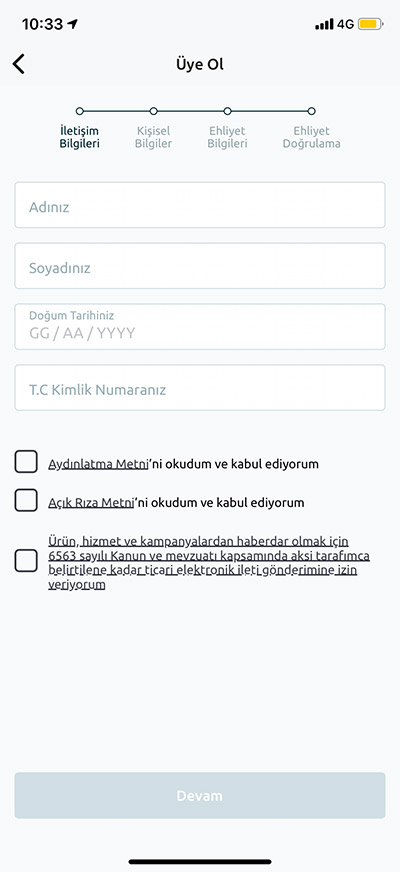 10:33
4G
Üye Ol
İletişim Bilgileri
Kişisel Bilgiler
Ehliyet Bilgileri
Ehliyet Doğrulama
Adınız
Soyadınız
Doğum Tarihiniz
GG / AA / YYYY
T.C Kimlik Numaranız
Aydınlatma Metni'ni okudum ve kabul ediyorum
Açık Rıza Metni'ni okudum ve kabul ediyorum
Ürün, hizmet ve kampanyalardan haberdar olmak için
6563 sayılı Kanun ve mevzuatı kapsamında aksi tarafımca
belirtilene kadar ticari elektronik ileti gönderimine izin
veriyorum
Devam